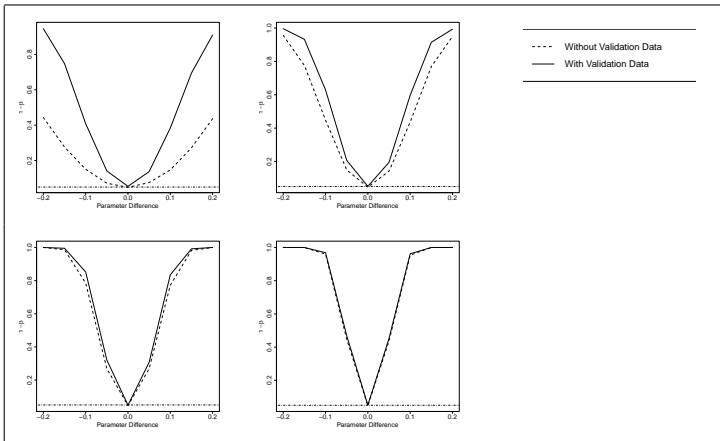 0.8
0.6
0.4
0.2
1−β
−0.2 −0.1 0.0 0.1 0.2
Parameter Difference
1.0
0.8
0.6
0.4
0.2
1−β
−0.2 −0.1 0.0 0.1 0.2
Parameter Difference
Without Validation Data
With Validation Data
1.0
0.8
0.6
0.4
0.2
1−β
−0.2 −0.1 0.0 0.1 0.2
Parameter Difference
1.0
0.8
0.6
0.4
0.2
1−β
−0.2 −0.1 0.0 0.1 0.2
Parameter Difference